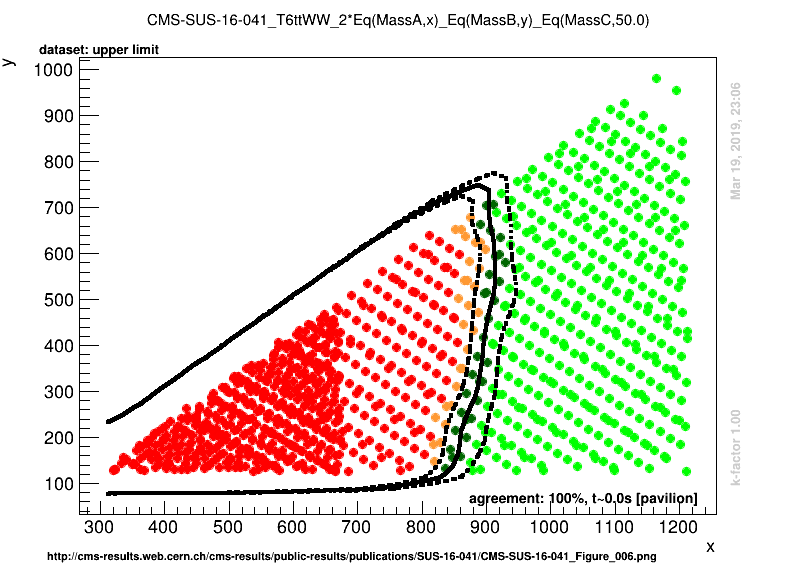 CMS-SUS-16-041_T6ttWW_2*Eq(MassA,x)_Eq(MassB,y)_Eq(MassC,50.0)
dataset: upper limit
y
1000
900
800
700
600
500
400
300
200
100
Mar 19, 2019, 23:06
k-factor 1.00
agreement: 100%, t~0.0s [pavilion]
300 400 500 600 700 800 900 1000 1100 1200
x
http://cms-results.web.cern.ch/cms-results/public-results/publications/SUS-16-041/CMS-SUS-16-041_Figure_006.png